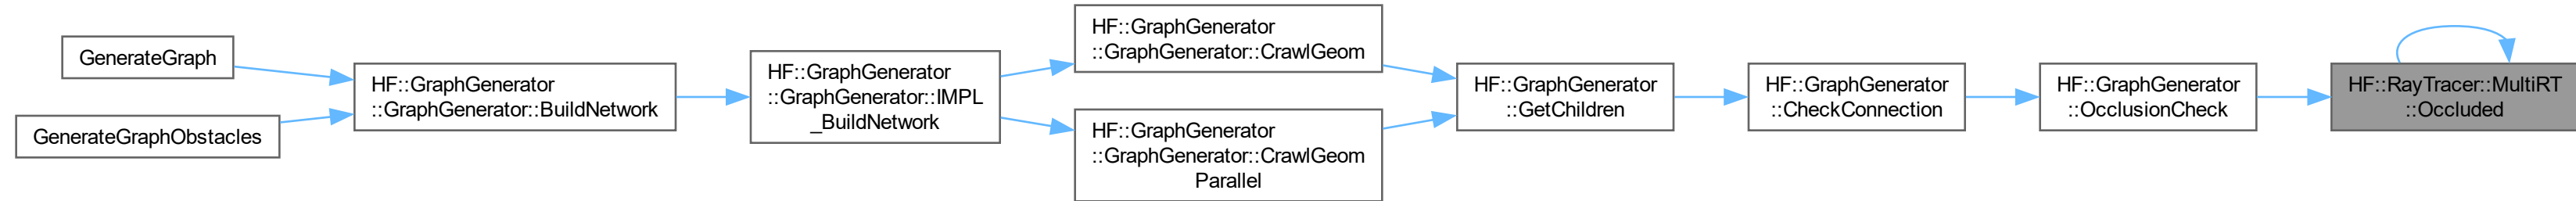 GenerateGraph
GenerateGraphObstacles
HF::GraphGenerator
::GraphGenerator::BuildNetwork
HF::GraphGenerator
::GraphGenerator::IMPL
_BuildNetwork
HF::GraphGenerator
::GraphGenerator::CrawlGeom
HF::GraphGenerator
::GraphGenerator::CrawlGeom
Parallel
HF::GraphGenerator
::GetChildren
HF::GraphGenerator
::CheckConnection
HF::GraphGenerator
::OcclusionCheck
HF::RayTracer::MultiRT
::Occluded